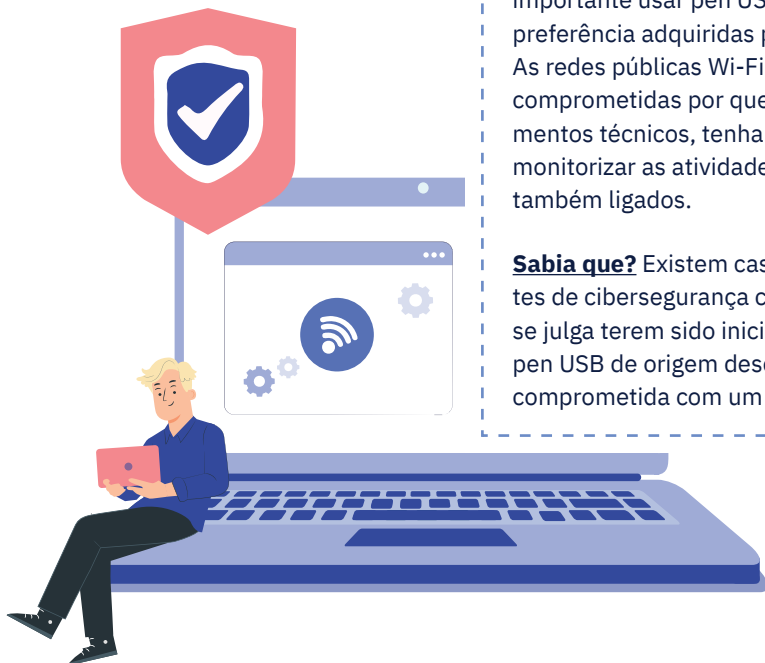 importante usar pen US
preferência adquiridas p
As redes públicas Wi-Fi
comprometidas por que
mentos técnicos, tenha
monitorizar as atividade
também ligados.
Sabia que? Existem cas
tes de cibersegurança c
se julga terem sido inici
pen USB de origem desc
comprometida com um